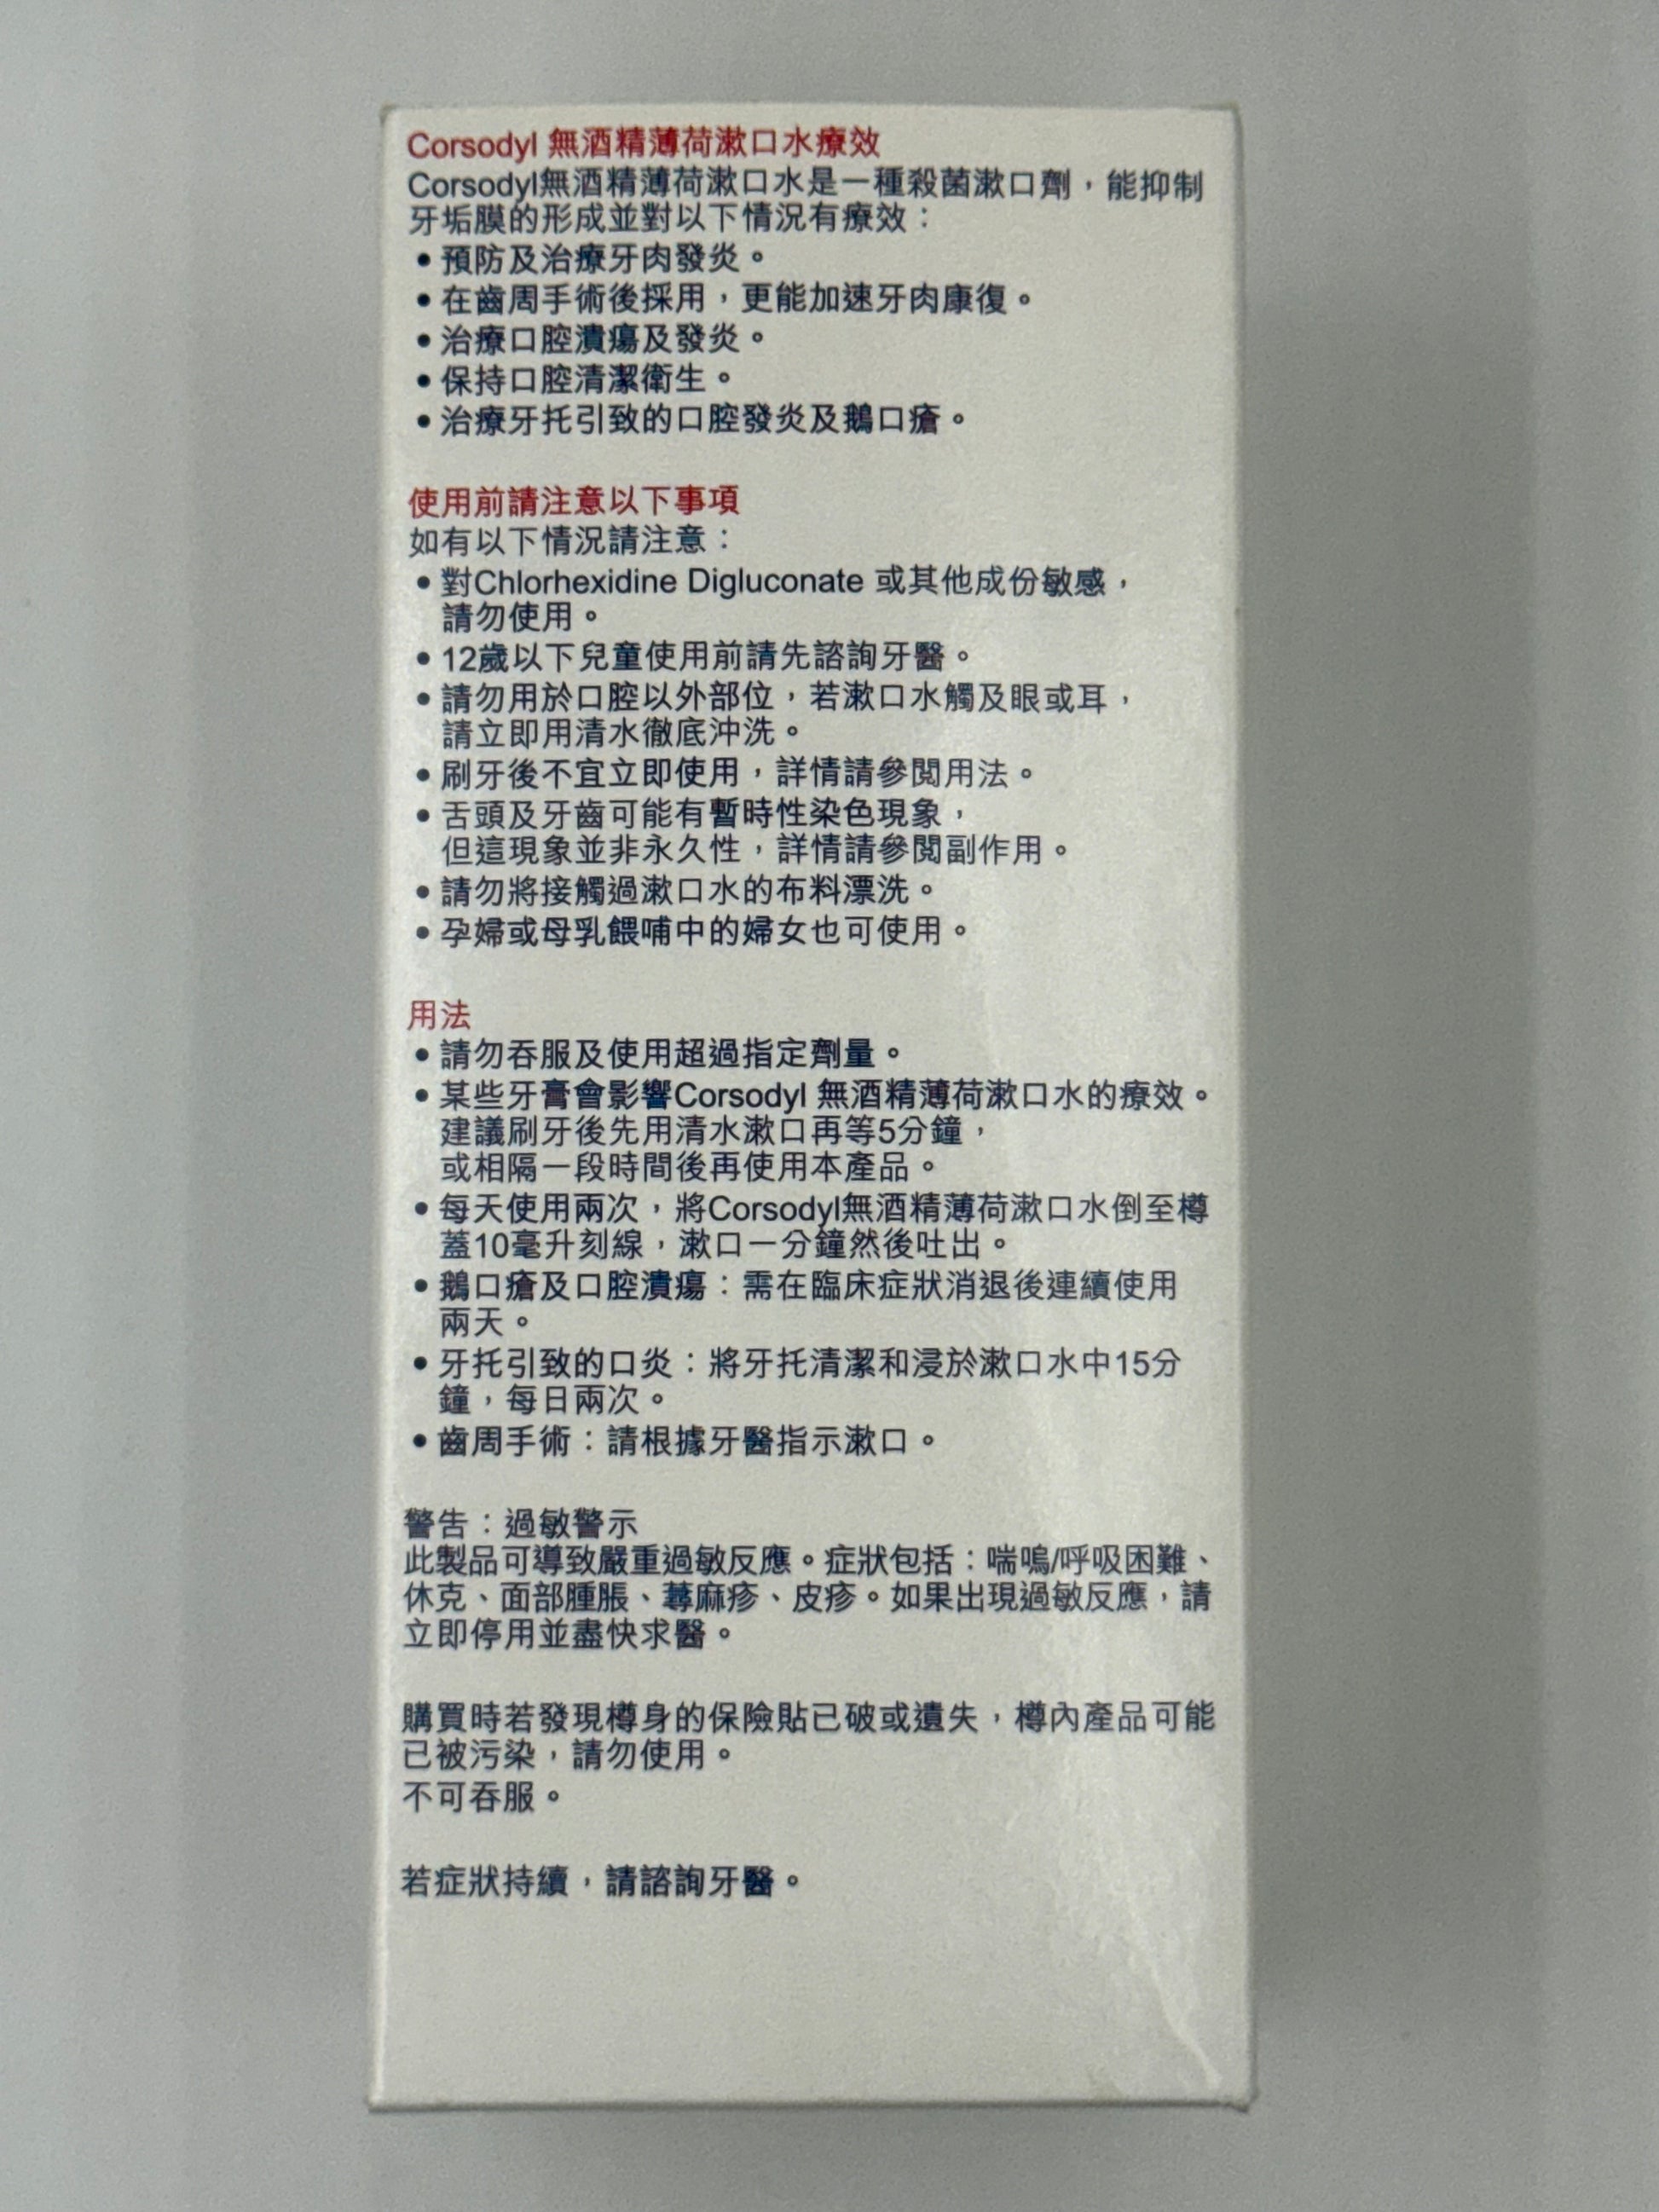 Corsodyl 無酒精薄荷漱口水療效
Corsodyl無酒精薄荷漱口水是一種殺菌漱口劑，能抑制
牙垢膜的形成並對以下情況有療效：
• 預防及治療牙肉發炎。
• 在齒周手術後採用，更能加速牙肉康復。
• 治療口腔潰瘍及發炎。
• 保持口腔清潔衛生。
• 治療牙托引致的口腔發炎及鵝口瘡。
使用前請注意以下事項
如有以下情況請注意：
• 對Chlorhexidine Digluconate 或其他成份敏感，
請勿使用。
• 12歲以下兒童使用前請先諮詢牙醫。
• 請勿用於口腔以外部位，若漱口水觸及眼或耳，
請立即用清水徹底沖洗。
• 刷牙後不宜立即使用，詳情請參閱用法。
• 舌頭及牙齒可能有暫時性染色現象，
但這現象並非永久性，詳情請參閱副作用。
• 請勿將接觸過漱口水的布料漂洗。
• 孕婦或母乳餵哺中的婦女也可使用。
用法
• 請勿吞服及使用超過指定劑量。
• 某些牙膏會影響Corsodyl 無酒精薄荷漱口水的療效。
建議刷牙後先用清水漱口再等5分鐘，
或相隔一段時間後再使用本產品。
• 每天使用兩次，將Corsodyl無酒精薄荷漱口水倒至樽
蓋10毫升刻線，漱口一分鐘然後吐出。
• 鵝口瘡及口腔潰瘍：需在臨床症狀消退後連續使用
兩天。
• 牙托引致的口炎：將牙托清潔和浸於漱口水中15分
鐘，每日兩次。
• 齒周手術：請根據牙醫指示漱口。
警告：過敏警示
此製品可導致嚴重過敏反應。症狀包括：喘鳴/呼吸困難、
休克、面部腫脹、蕁麻疹、皮疹。如果出現過敏反應，請
立即停用並盡快求醫。
購買時若發現樽身的保險貼已破或遺失，樽內產品可能
已被污染，請勿使用。
不可吞服。
若症狀持續，請諮詢牙醫。